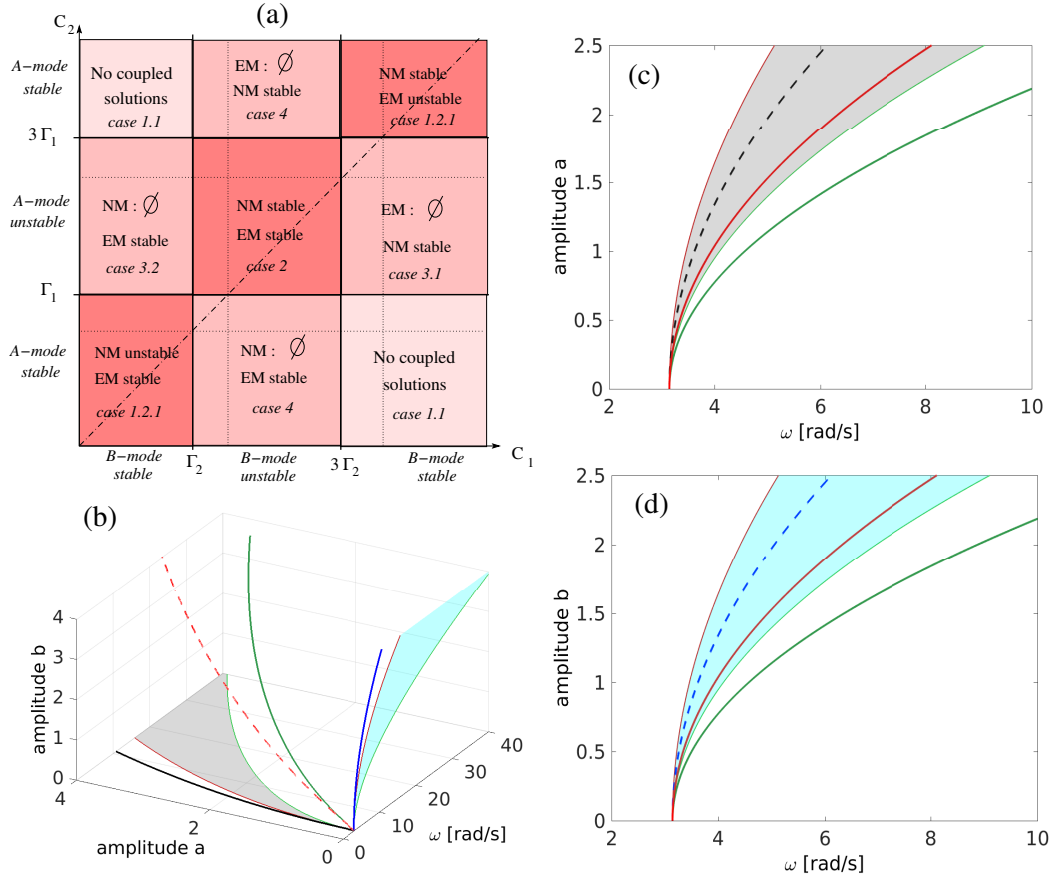 (a)
C2
A−mode
stable
3 Γ1
A−mode
unstable
Γ1
A−mode
stable
No coupled
solutions
case 1.1
EM : ∅
NM stable
case 4
NM stable
EM unstable
case 1.2.1
NM : ∅
EM stable
case 3.2
NM stable
EM stable
case 2
EM : ∅
NM stable
case 3.1
NM unstable
EM stable
case 1.2.1
NM : ∅
EM stable
case 4
No coupled
solutions
case 1.1
B−mode
stable
Γ2
B−mode
unstable
3 Γ2
B−mode
stable
C1
(b)
amplitude b
4
3
2
1
0
4
2
0
amplitude a
0
10
20
30
40
ω [rad/s]
(c)
amplitude a
2.5
2
1.5
1
0.5
0
2
4
6
8
10
ω [rad/s]
(d)
amplitude b
2.5
2
1.5
1
0.5
0
2
4
6
8
10
ω [rad/s]